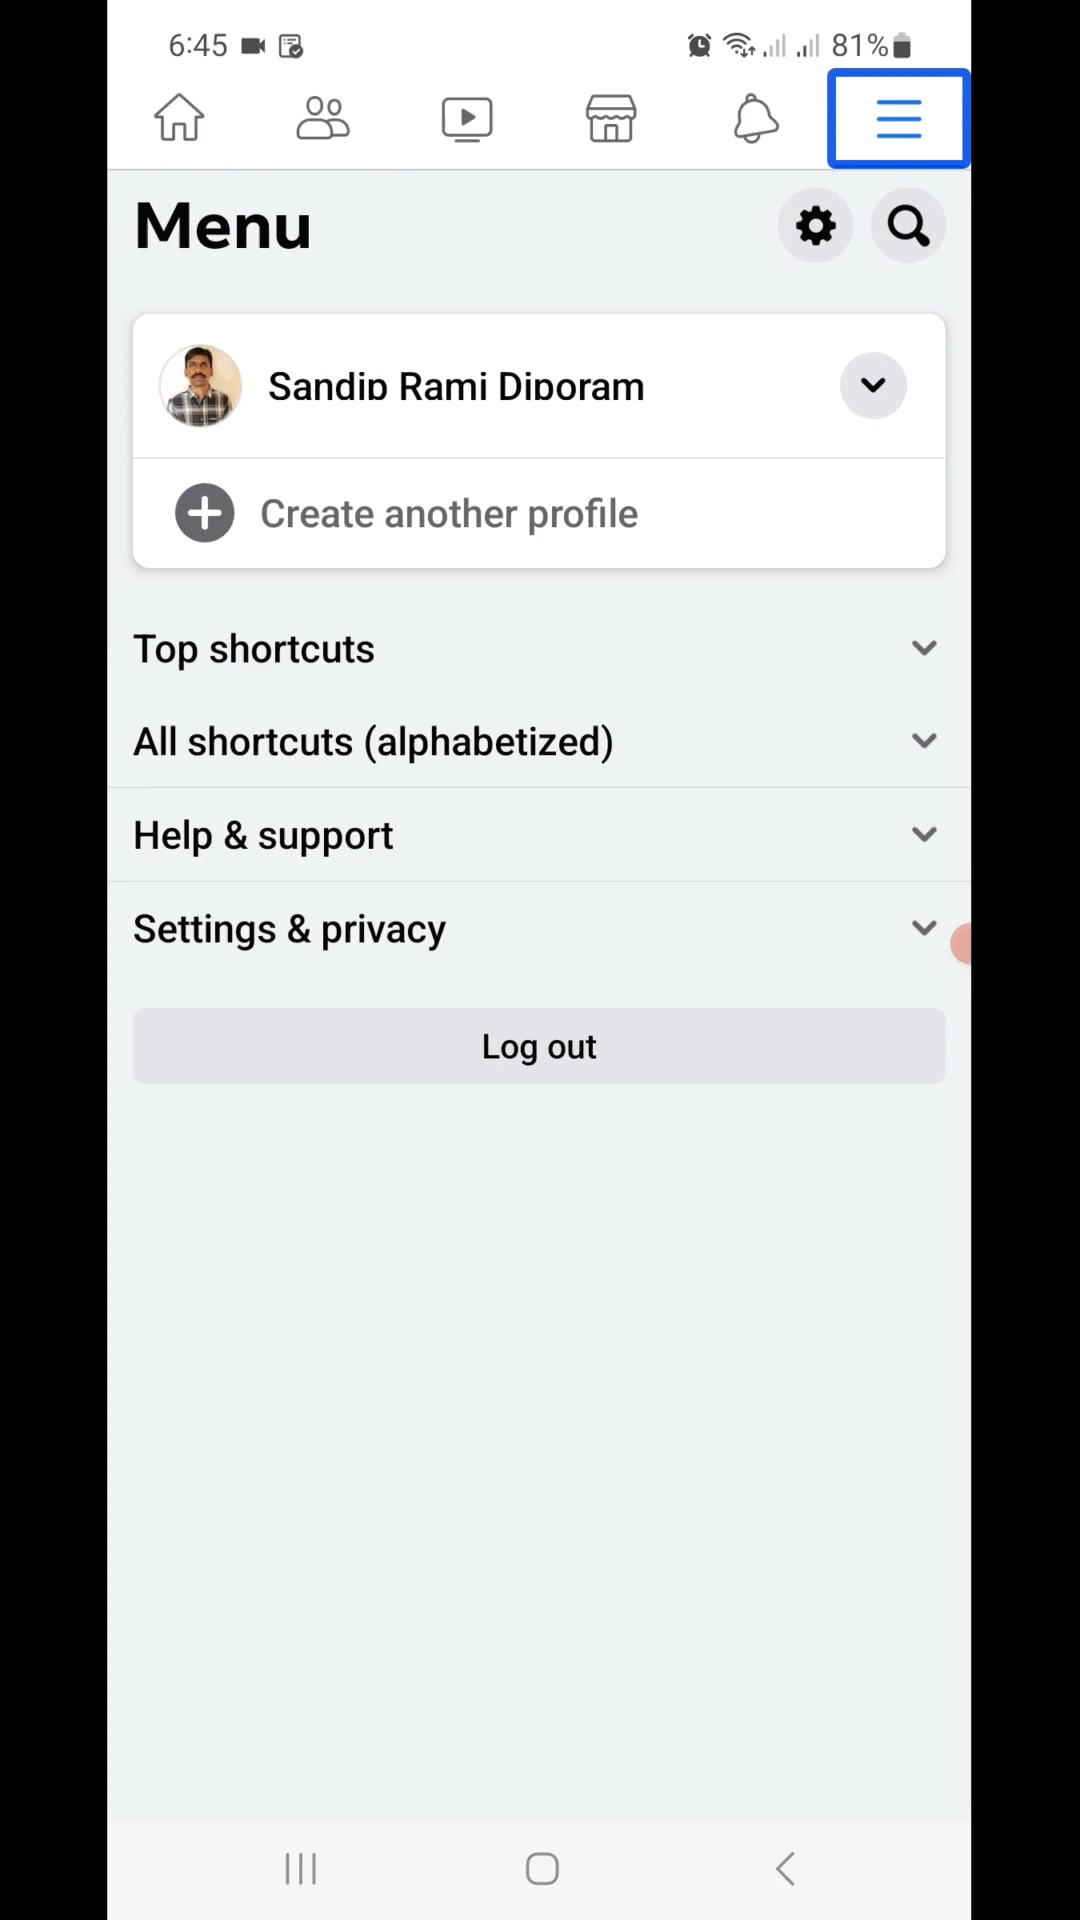 6:45 81%
Menu
Sandip Rami Diporam
Create another profile
Top shortcuts
All shortcuts (alphabetized)
Help & support
Settings & privacy
Log out